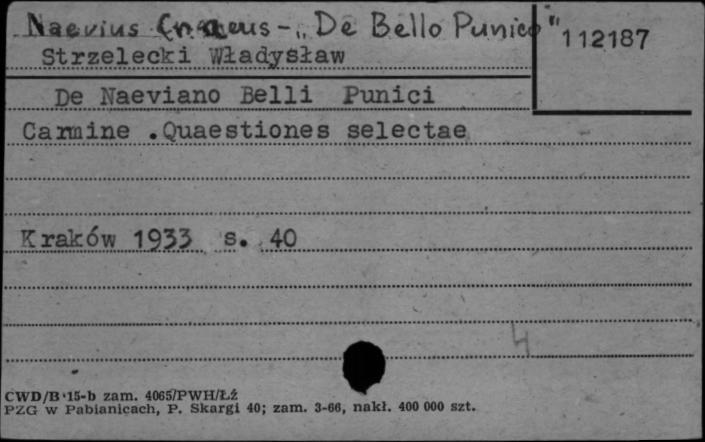 Naevius Cnaeus - „De Bello Punico"
112187
Strzelecki Władysław
De Naeviano Belli Punici
Carmine .Quaestiones selectae
Kraków 1933 s. 40
4
CWD/B-15-b zam. 4065/PWH/Łź
PZG w Pabianicach, P. Skargi 40; zam. 3-66, nakł. 400 000 szt.